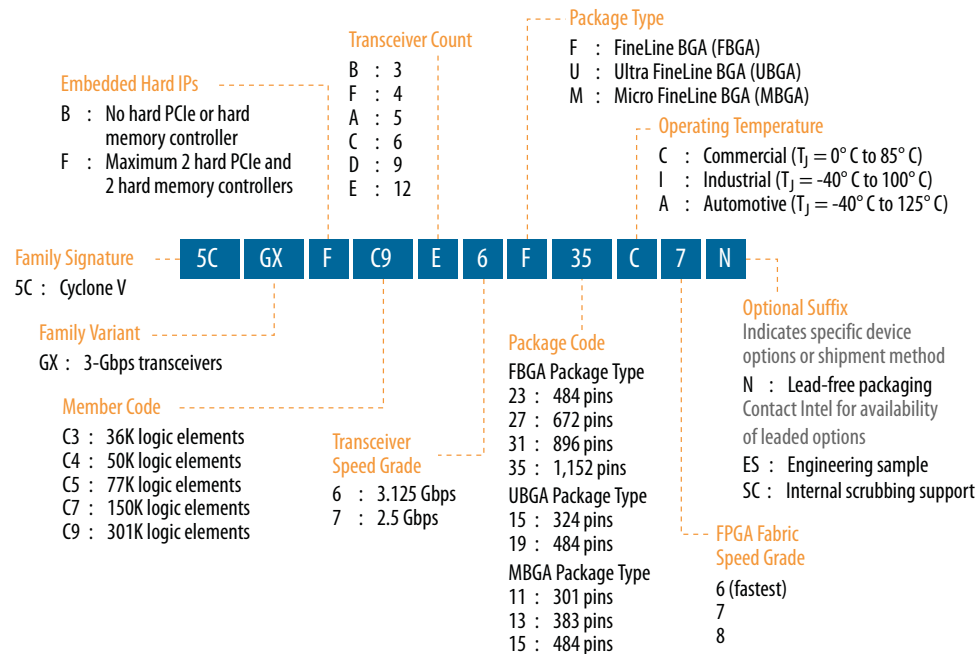 Package Type
F : FineLine BGA (FBGA)
U : Ultra FineLine BGA (UBGA)
M : Micro FineLine BGA (MBGA)
Transceiver Count
B : 3
F : 4
A : 5
C : 6
D : 9
E : 12
Embedded Hard IPs
B : No hard PCIe or hard
memory controller
F : Maximum 2 hard PCIe and
2 hard memory controllers
Operating Temperature
C : Commercial (TJ = 0° C to 85° C)
I : Industrial (TJ = -40° C to 100° C)
A : Automotive (TJ = -40° C to 125° C)
Family Signature
5C : Cyclone V
5C GX F C9 E 6 F 35 C 7 N
Family Variant
GX : 3-Gbps transceivers
Member Code
C3 : 36K logic elements
C4 : 50K logic elements
C5 : 77K logic elements
C7 : 150K logic elements
C9 : 301K logic elements
Transceiver
Speed Grade
6 : 3.125 Gbps
7 : 2.5 Gbps
Package Code
FBGA Package Type
23 : 484 pins
27 : 672 pins
31 : 896 pins
35 : 1,152 pins
UBGA Package Type
15 : 324 pins
19 : 484 pins
MBGA Package Type
11 : 301 pins
13 : 383 pins
15 : 484 pins
Optional Suffix
Indicates specific device
options or shipment method
N : Lead-free packaging
Contact Intel for availability
of leaded options
ES : Engineering sample
SC : Internal scrubbing support
FPGA Fabric
Speed Grade
6 (fastest)
7
8